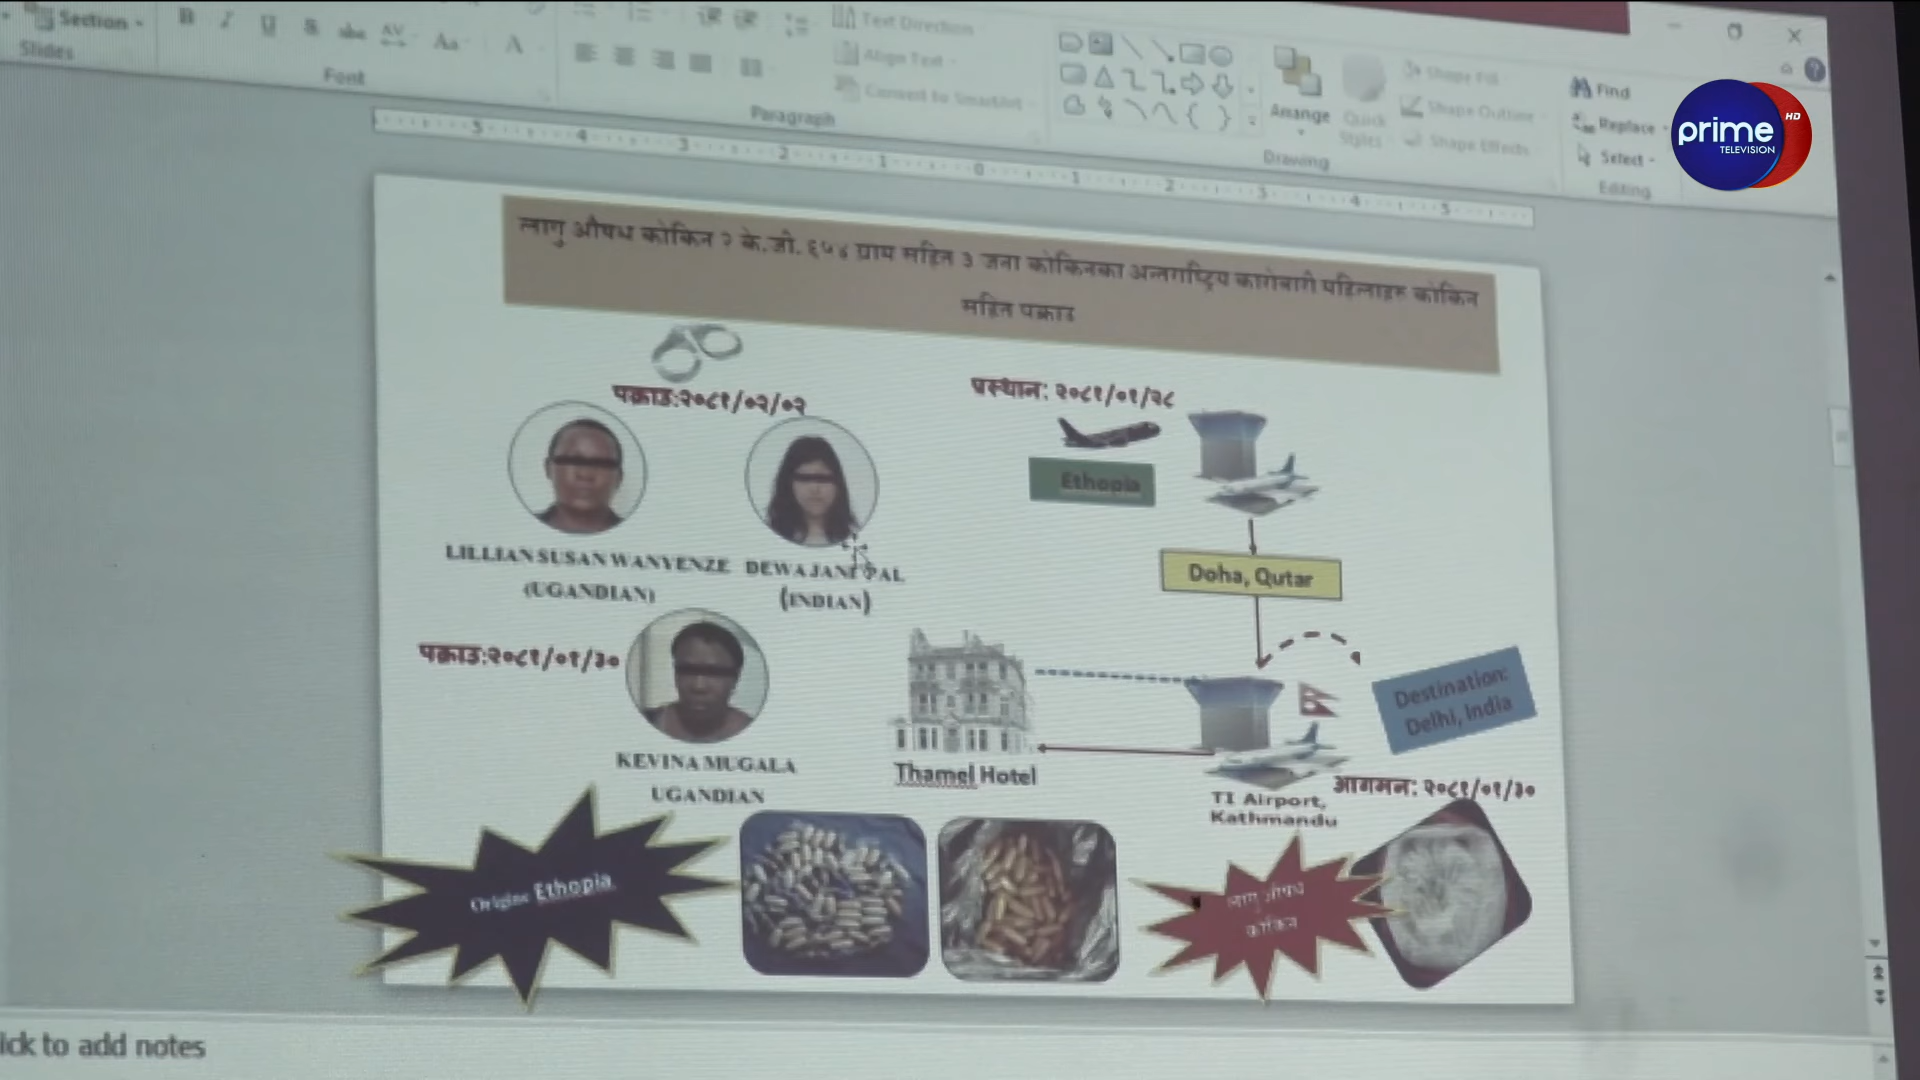 Section
Slides
Font
Text Direction
Align Text
Convert to SmartArt
Paragraph
Arrange
Quick
Styles
Shape Fill
Shape Outline
Shape Effects
Drawing
Find
Replace
Select
Editing
prime HD
TELEVISION
लागु औषध कोकिन २ के.जी. ६५४ ग्राम सहित ३ जना कोकिनका अन्तर्राष्ट्रिय कारोबारी महिलाहरु कोकिन
सहित पक्राउ
पक्राउ:२०८१/०२/०२
प्रस्थान: २०८१/०१/२८
Ethopia
LILLIAN SUSAN WANYENZE
(UGANDIAN)
DEWAJANI PAL
(INDIAN)
Doha, Qutar
पक्राउ:२०८१/०१/३०
Destination:
Delhi, India
KEVINA MUGALA
UGANDIAN
Thamel Hotel
TI Airport,
Kathmandu
आगमन: २०८१/०१/३०
Origin: Ethopia
लागु औषध
कोकिन
ick to add notes